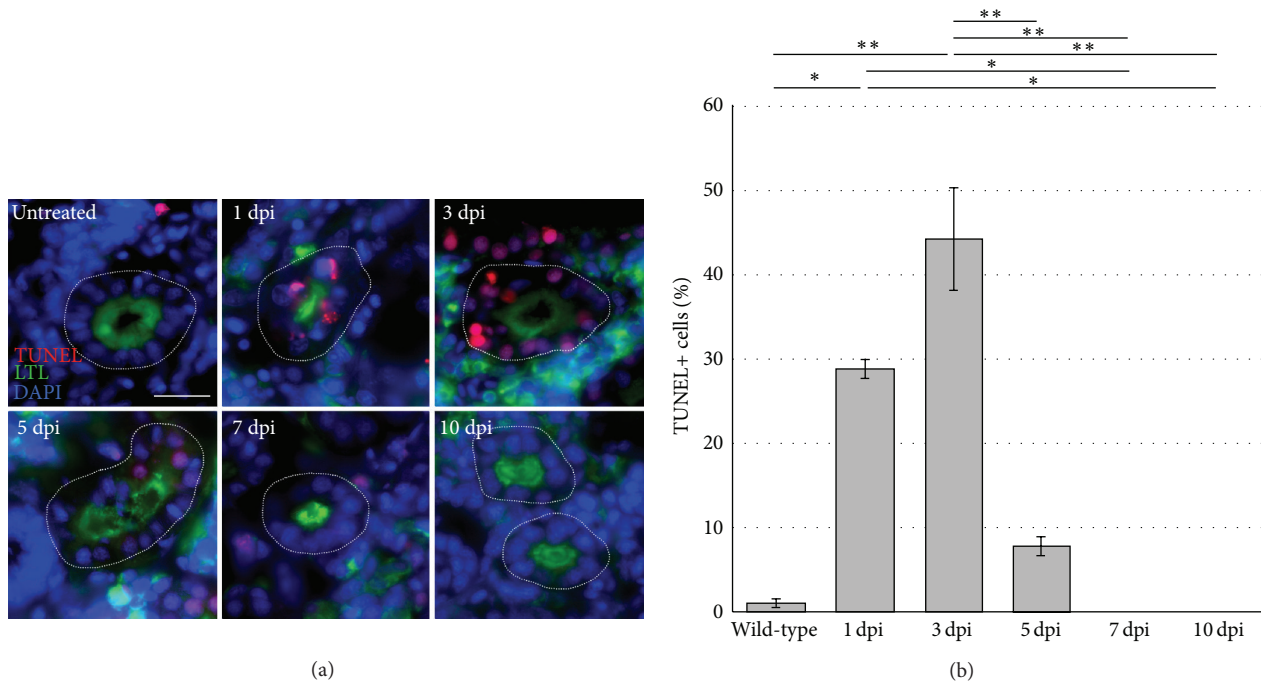 Untreated
1 dpi
3 dpi
TUNEL
LTL
DAPI
5 dpi
7 dpi
10 dpi
(a)
**
**
** **
*
* *
60
50
40
30
20
10
0
TUNEL+ cells (%)
Wild-type 1 dpi 3 dpi 5 dpi 7 dpi 10 dpi
(b)